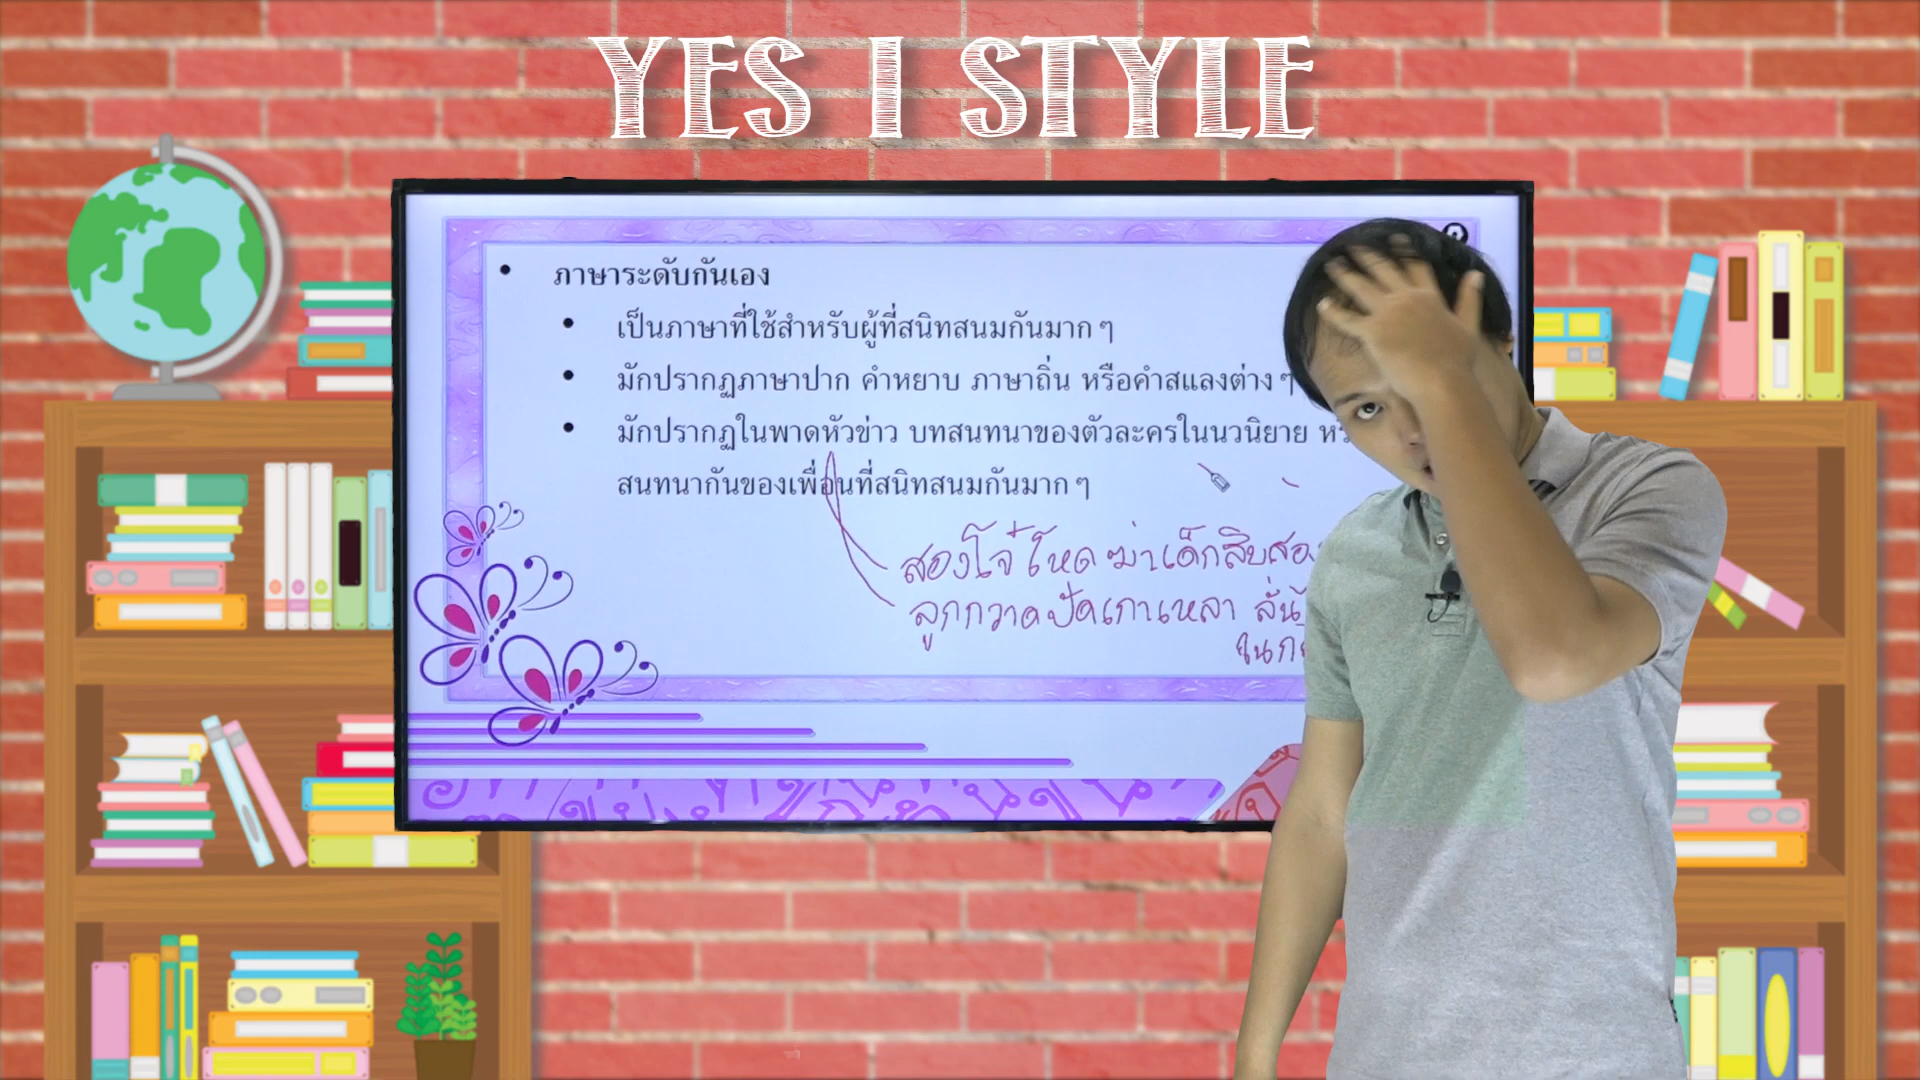 YES I STYLE
ภาษาระดับกันเอง
เป็นภาษาที่ใช้สำหรับผู้ที่สนิทสนมกันมาก ๆ
มักปรากฏภาษาปาก คำหยาบ ภาษาถิ่น หรือคำสแลงต่าง ๆ
มักปรากฏในพาดหัวข่าว บทสนทนาของตัวละครในนวนิยาย
สนทนากันของเพื่อนที่สนิทสนมกันมาก ๆ
สองโจ๋โหดฆ่าเด็กสิบสอง
ลูกกวาดปัดเกาเหลา ลั่น